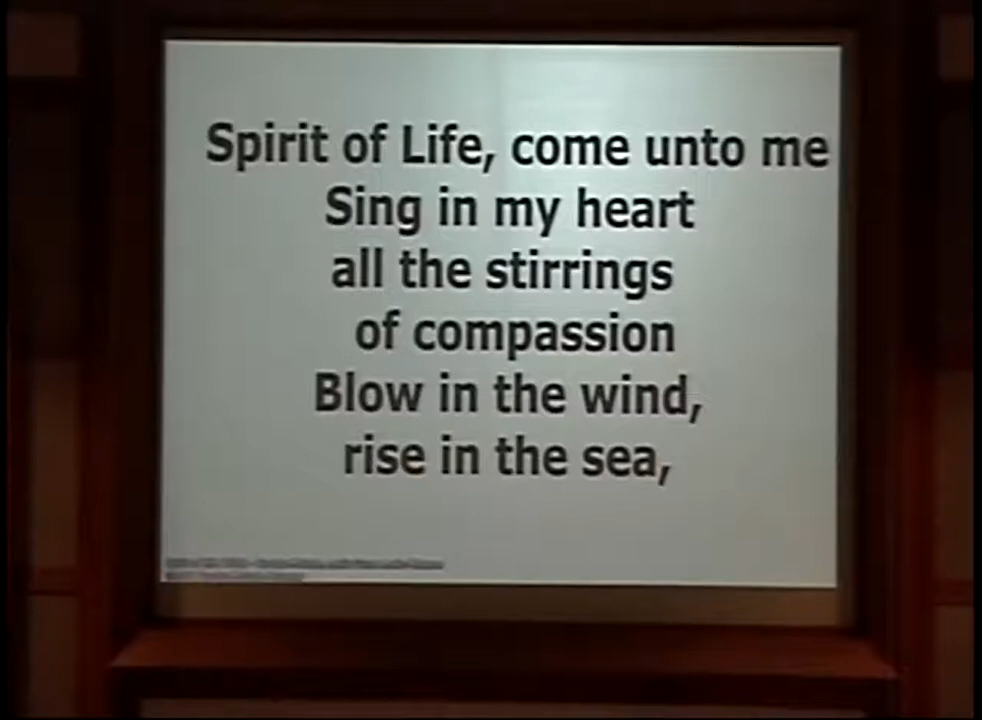 Spirit of Life, come unto me
Sing in my heart
all the stirrings
of compassion
Blow in the wind,
rise in the sea,